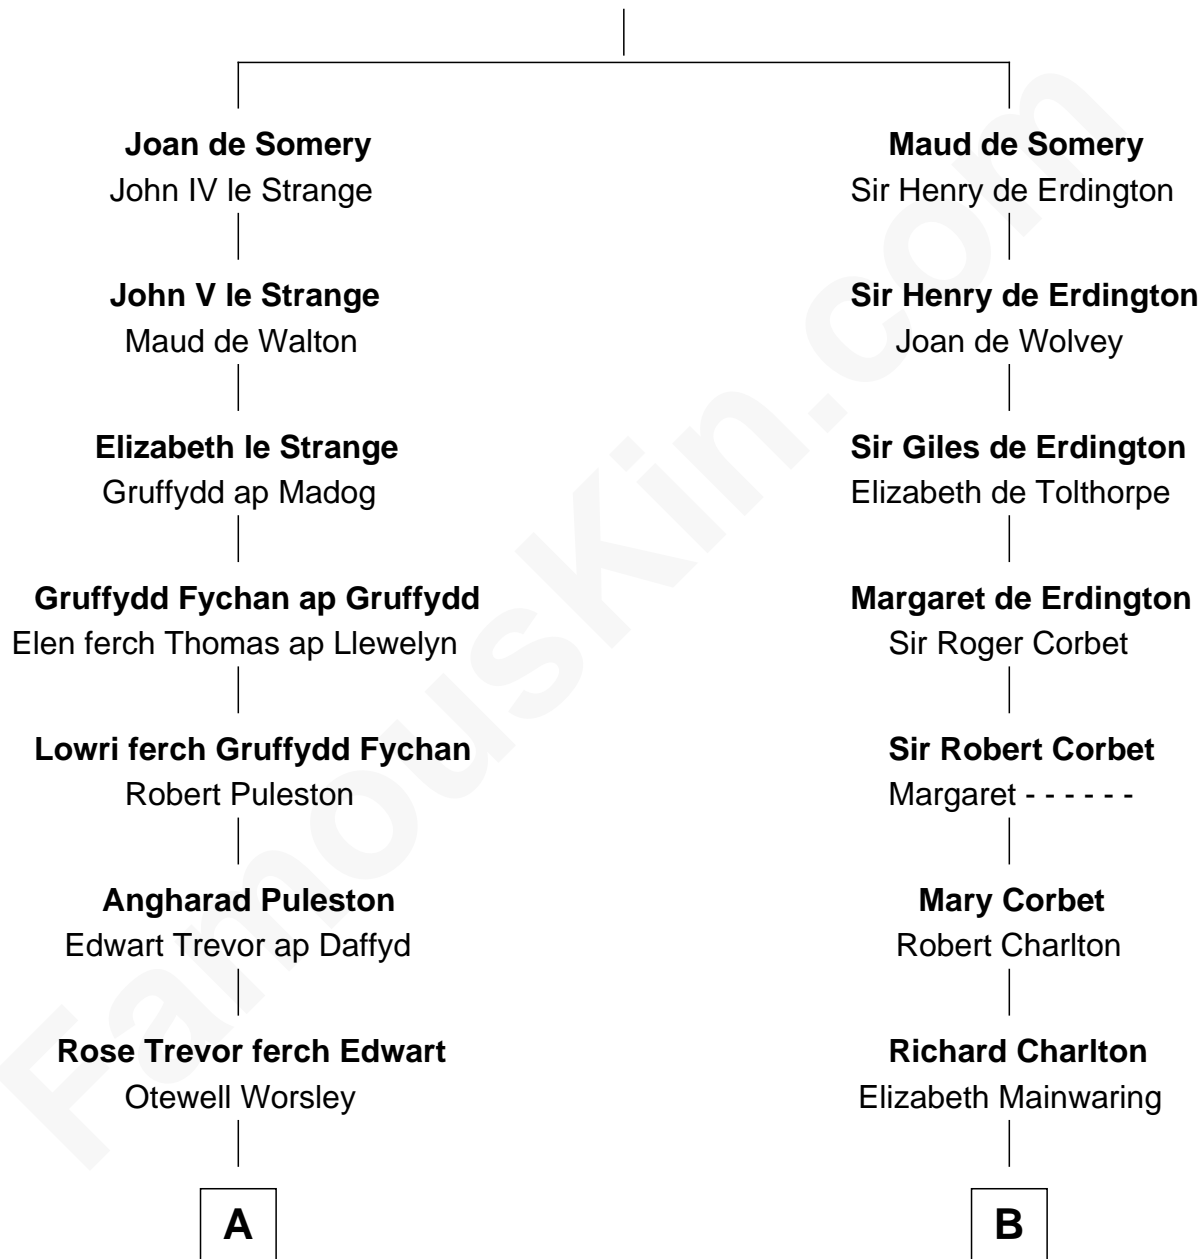 Joan de Somery
John IV le Strange
John V le Strange
Maud de Walton
Elizabeth le Strange
Gruffydd ap Madog
Gruffydd Fychan ap Gruffydd
Elen ferch Thomas ap Llewelyn
Lowri ferch Gruffydd Fychan
Robert Puleston
Angharad Puleston
Edwart Trevor ap Daffyd
Rose Trevor ferch Edwart
Otewell Worsley
A
Maud de Somery
Sir Henry de Erdington
Sir Henry de Erdington
Joan de Wolvey
Sir Giles de Erdington
Elizabeth de Tolthorpe
Margaret de Erdington
Sir Roger Corbet
Sir Robert Corbet
Margaret - - - - - -
Mary Corbet
Robert Charlton
Richard Charlton
Elizabeth Mainwaring
B
FamousKin.com